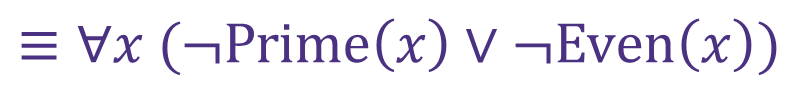 ≡ ∀x (¬Prime(x) ∨ ¬Even(x))